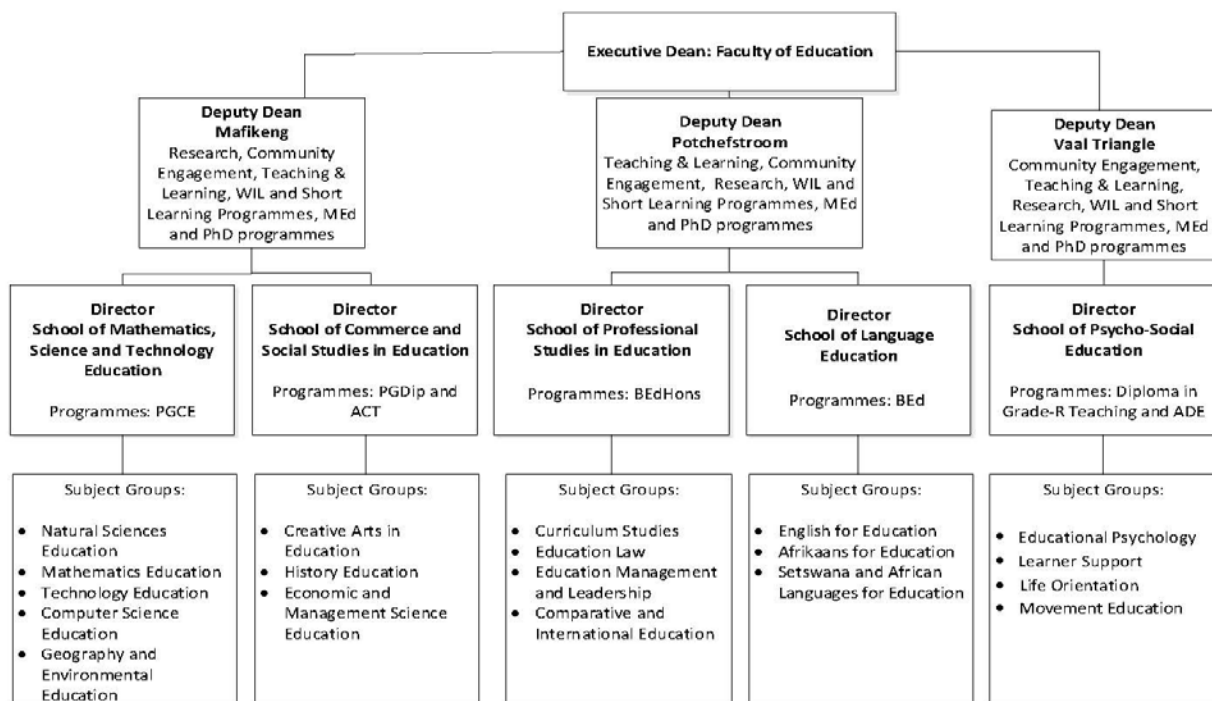 Executive Dean: Faculty of Education
Deputy Dean
Mafikeng
Research, Community
Engagement, Teaching &
Learning, WIL and Short
Learning Programmes, MEd
and PhD programmes
Deputy Dean
Potchefstroom
Teaching & Learning, Community
Engagement, Research, WIL and
Short Learning Programmes, MEd
and PhD programmes
Deputy Dean
Vaal Triangle
Community Engagement,
Teaching & Learning,
Research, WIL and Short
Learning Programmes, MEd
and PhD programmes
Director
School of Mathematics,
Science and Technology
Education
Programmes: PGCE
Director
School of Commerce and
Social Studies in Education
Programmes: PGDip and
ACT
Director
School of Professional
Studies in Education
Programmes: BEdHons
Director
School of Language
Education
Programmes: BEd
Director
School of Psycho-Social
Education
Programmes: Diploma in
Grade-R Teaching and ADE
Subject Groups:
• Natural Sciences
Education
• Mathematics Education
• Technology Education
• Computer Science
Education
• Geography and
Environmental
Education
Subject Groups:
• Creative Arts in
Education
• History Education
• Economic and
Management Science
Education
Subject Groups:
• Curriculum Studies
• Education Law
• Education Management
and Leadership
• Comparative and
International Education
Subject Groups:
• English for Education
• Afrikaans for Education
• Setswana and African
Languages for Education
Subject Groups:
• Educational Psychology
• Learner Support
• Life Orientation
• Movement Education